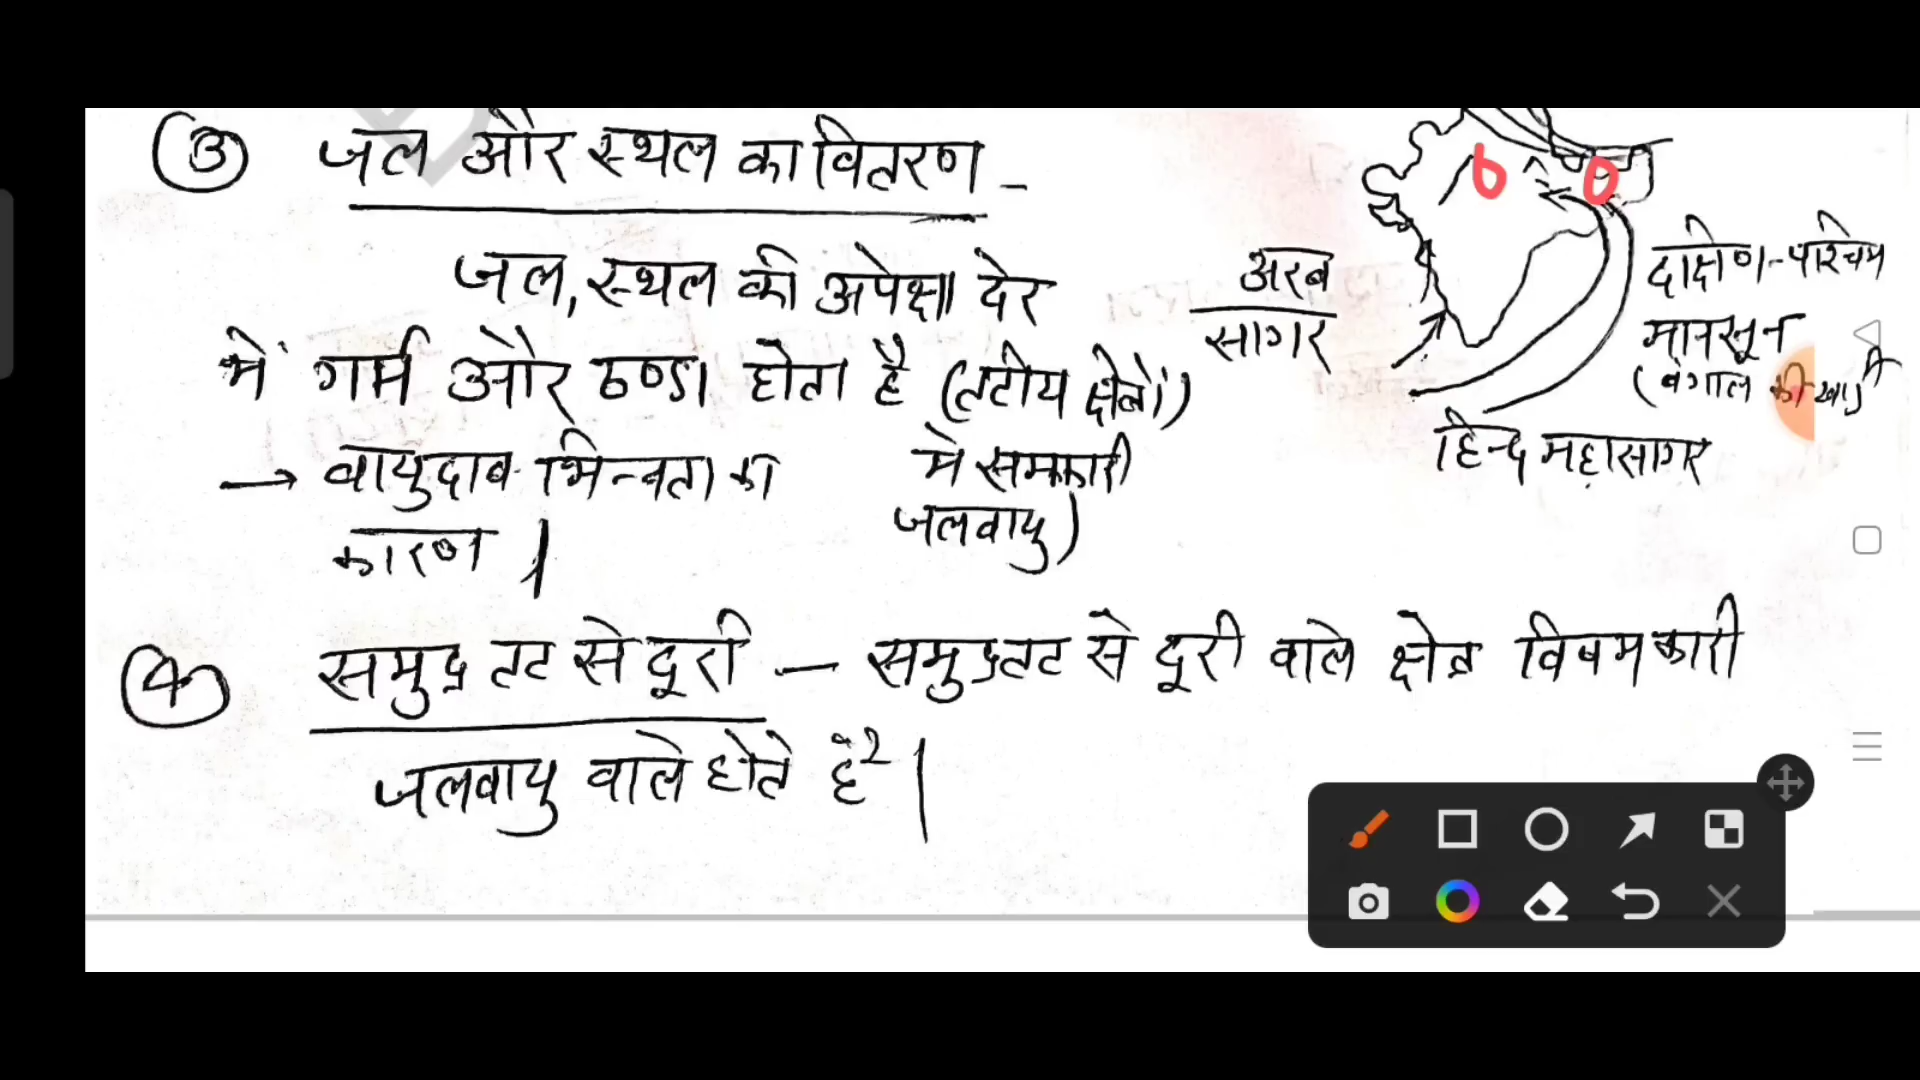 ③ जल और स्थल का वितरण -
जल, स्थल की अपेक्षा देर
में गर्म और ठण्डा होता है (तटीय क्षेत्रों)
में समकारी
जलवायु)
→ वायुदाब भिन्नता का
कारण |
अरब
सागर
दक्षिण-पश्चिम
मानसून
(बंगाल की खाड़ी
हिन्द महासागर
④ समुद्र तट से दूरी — समुद्रतट से दूरी वाले क्षेत्र विषमकारी
जलवायु वाले होते हैं |